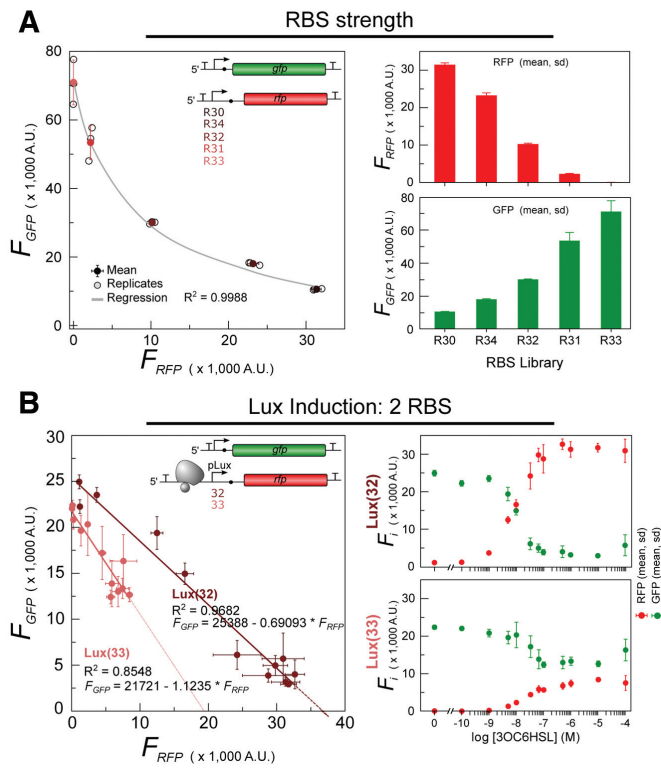 A
RBS strength
F_GFP ( x 1,000 A.U.)
80
60
40
20
0
5'
gfp
5'
rfp
R30
R34
R32
R31
R33
Mean
Replicates
Regression R² = 0.9988
0 10 20 30
F_RFP ( x 1,000 A.U.)
F_RFP ( x 1,000 A.U.)
30
20
10
0
RFP (mean, sd)
F_GFP ( x 1,000 A.U.)
80
60
40
20
0
GFP (mean, sd)
R30 R34 R32 R31 R33
RBS Library
B
Lux Induction: 2 RBS
F_GFP ( x 1,000 A.U.)
30
25
20
15
10
5
0
5'
gfp
pLux
5'
rfp
32
33
Lux(32)
R² = 0.9682
F_GFP = 25388 - 0.69093 * F_RFP
Lux(33)
R² = 0.8548
F_GFP = 21721 - 1.1235 * F_RFP
0 10 20 30 40
F_RFP ( x 1,000 A.U.)
Lux(32)
F_i ( x 1,000 A.U.)
30
20
10
0
Lux(33)
F_i ( x 1,000 A.U.)
30
20
10
0
0 -10 -9 -8 -7 -6 -5 -4
log [3OC6HSL] (M)
RFP (mean, sd)
GFP (mean, sd)